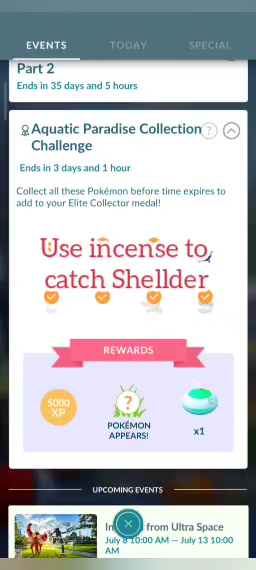 EVENTS
TODAY
SPECIAL
Part 2
Ends in 35 days and 5 hours
Aquatic Paradise Collection
?
Challenge
Ends in 3 days and 1 hour
Collect all these Pokémon before time expires to
add to your Elite Collector medal!
Use incense to
catch Shellder
REWARDS
5000
XP
?
POKÉMON
APPEARS!
x1
UPCOMING EVENTS
from Ultra Space
July 8 10:00 AM — July 13 10:00
AM